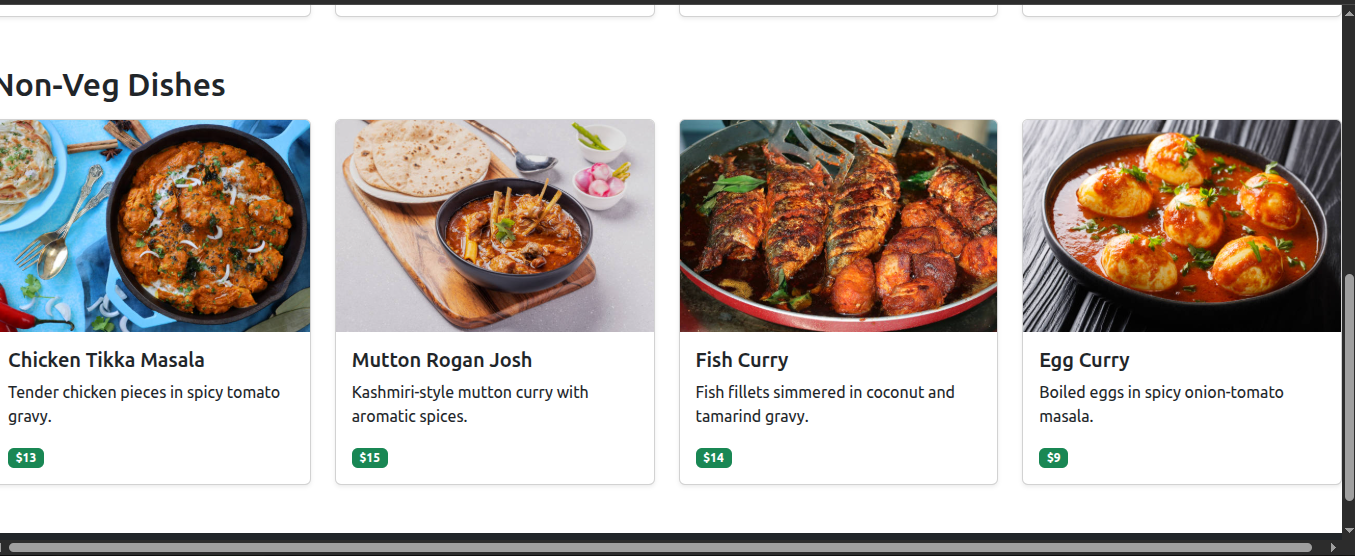 Non-Veg Dishes
Chicken Tikka Masala
Tender chicken pieces in spicy tomato
gravy.
$13
Mutton Rogan Josh
Kashmiri-style mutton curry with
aromatic spices.
$15
Fish Curry
Fish fillets simmered in coconut and
tamarind gravy.
$14
Egg Curry
Boiled eggs in spicy onion-tomato
masala.
$9